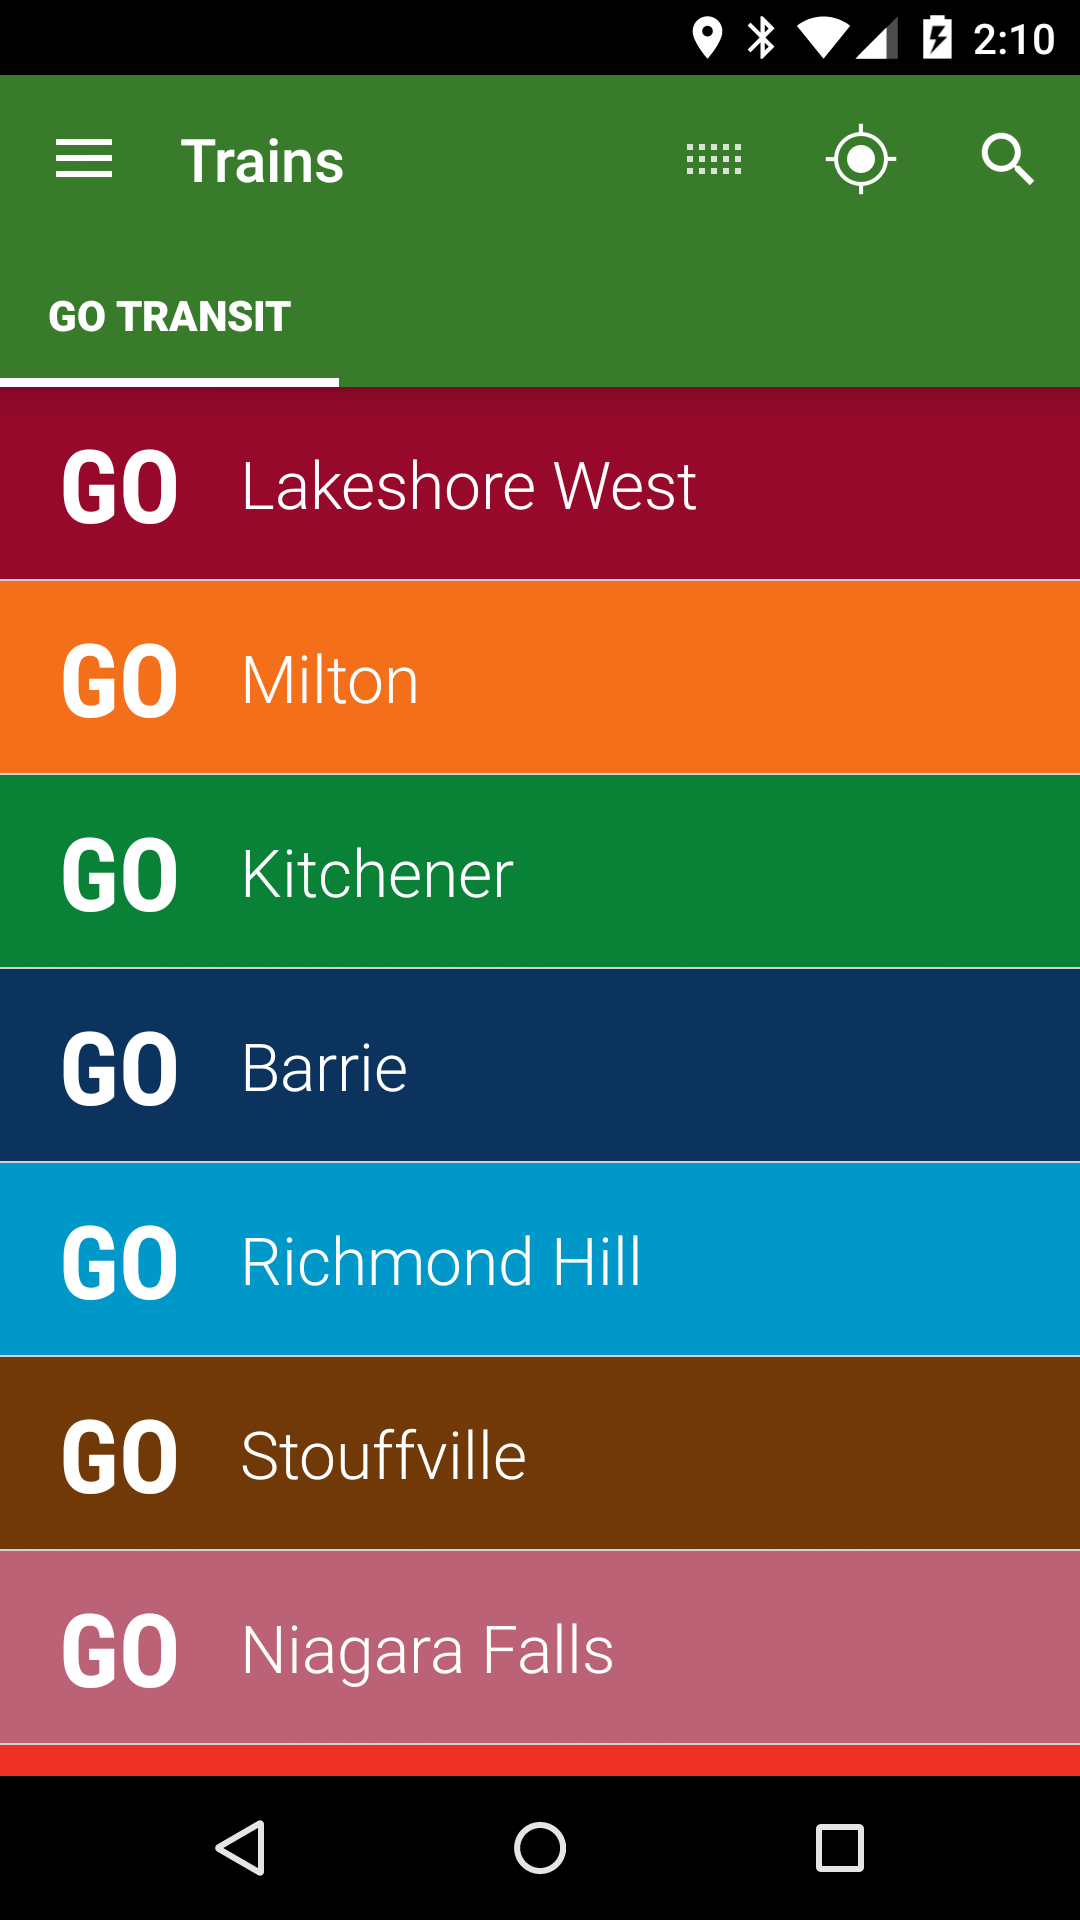 2:10
Trains
GO TRANSIT
GO Lakeshore West
GO Milton
GO Kitchener
GO Barrie
GO Richmond Hill
GO Stouffville
GO Niagara Falls